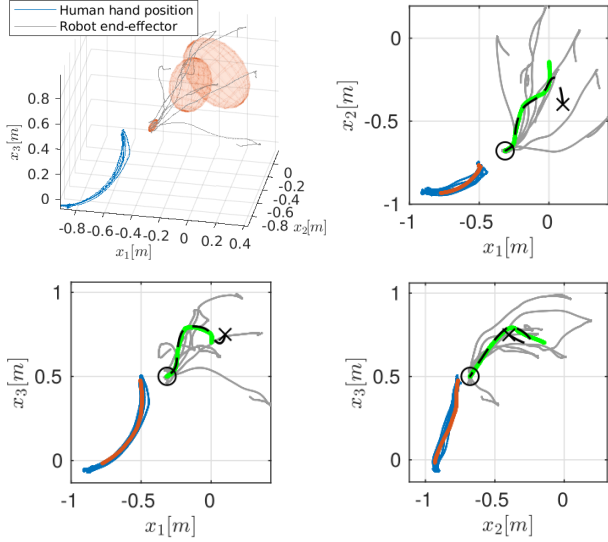 Human hand position
Robot end-effector
0.8
0.6
0.4
0.2
0
x₃[m]
-0.8 -0.6 -0.4 -0.2 0 0.2 0.4
x₁[m]
0
-0.2
-0.4
-0.6
-0.8
x₂[m]
0
-0.5
-1
x₂[m]
-1 -0.5 0
x₁[m]
1
0.5
0
x₃[m]
-1 -0.5 0
x₁[m]
1
0.5
0
x₃[m]
-1 -0.5 0
x₂[m]